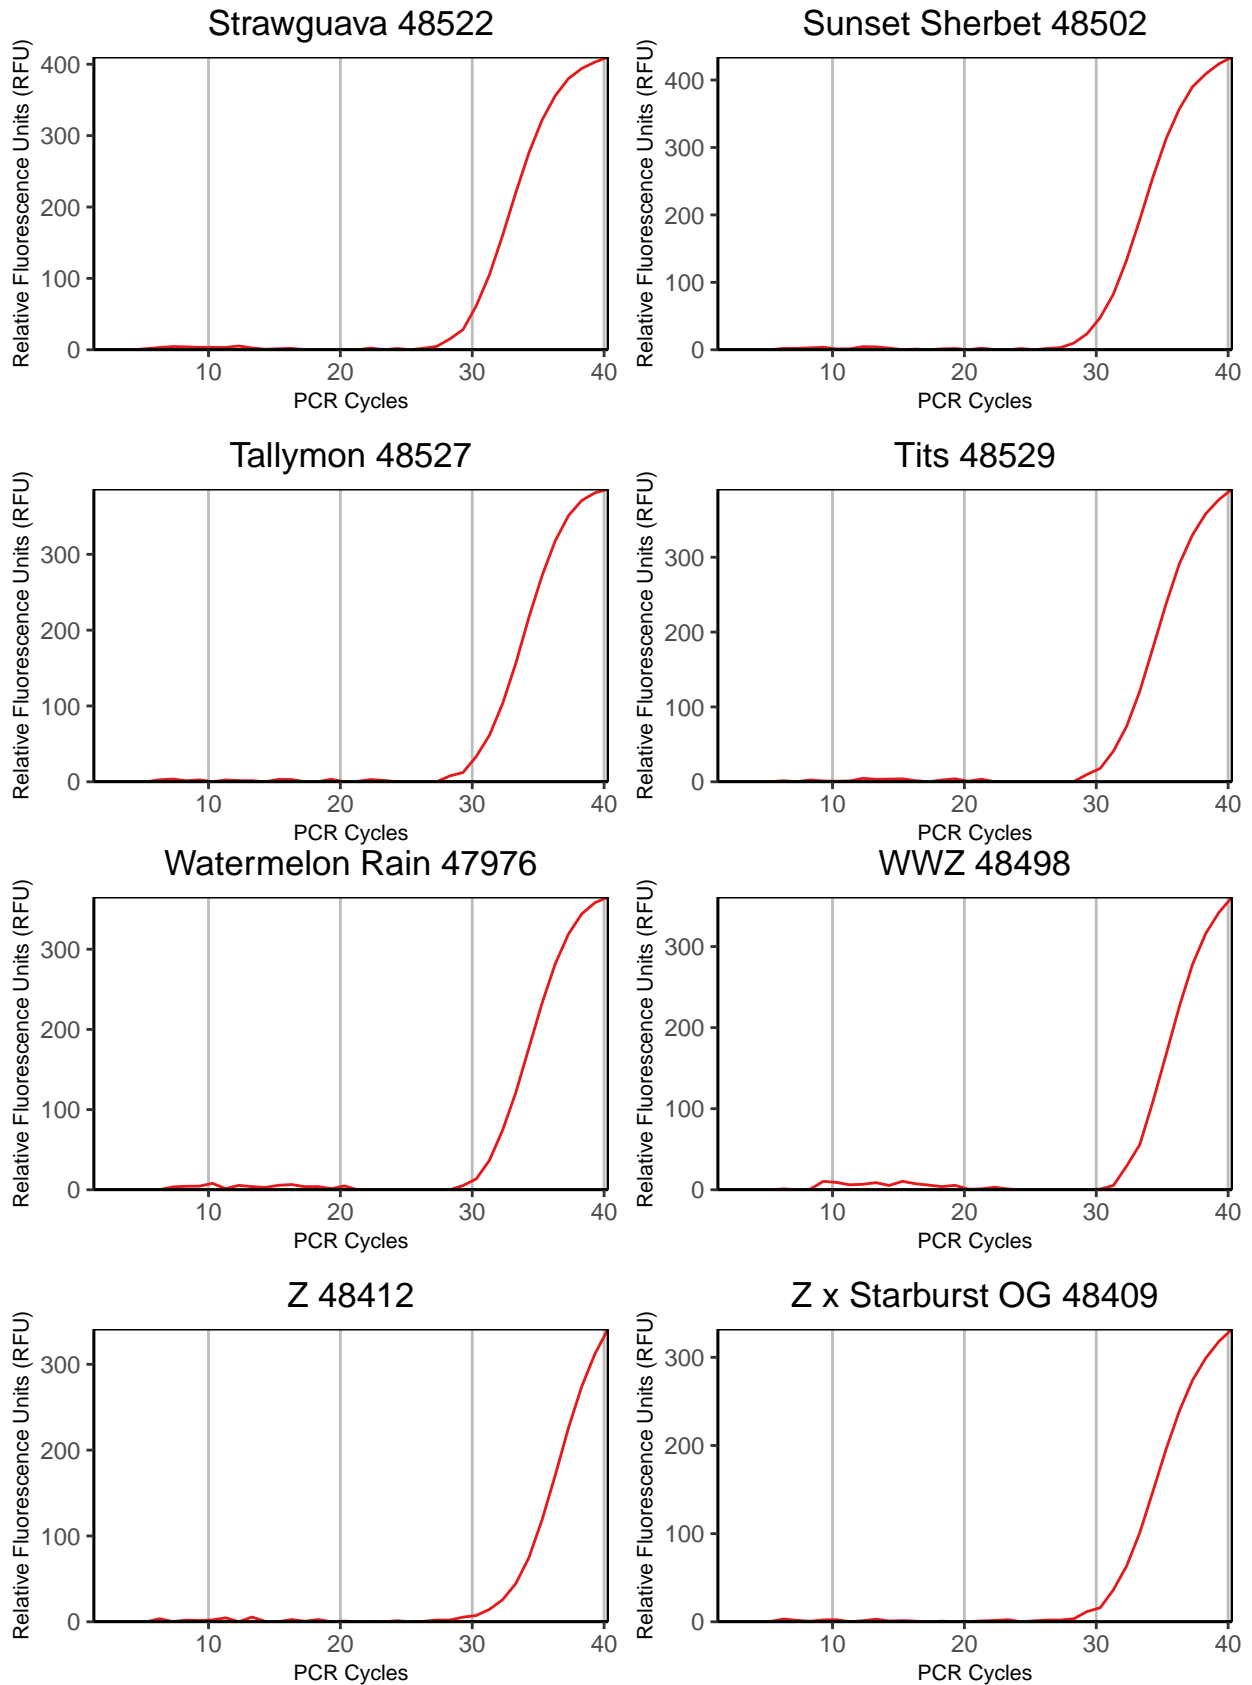 Strawguava 48522
Relative Fluorescence Units (RFU)
400
300
200
100
0
10 20 30 40
PCR Cycles
Sunset Sherbet 48502
Relative Fluorescence Units (RFU)
400
300
200
100
0
10 20 30 40
PCR Cycles
Tallymon 48527
Relative Fluorescence Units (RFU)
300
200
100
0
10 20 30 40
PCR Cycles
Tits 48529
Relative Fluorescence Units (RFU)
300
200
100
0
10 20 30 40
PCR Cycles
Watermelon Rain 47976
Relative Fluorescence Units (RFU)
300
200
100
0
10 20 30 40
PCR Cycles
WWZ 48498
Relative Fluorescence Units (RFU)
300
200
100
0
10 20 30 40
PCR Cycles
Z 48412
Relative Fluorescence Units (RFU)
300
200
100
0
10 20 30 40
PCR Cycles
Z x Starburst OG 48409
Relative Fluorescence Units (RFU)
300
200
100
0
10 20 30 40
PCR Cycles